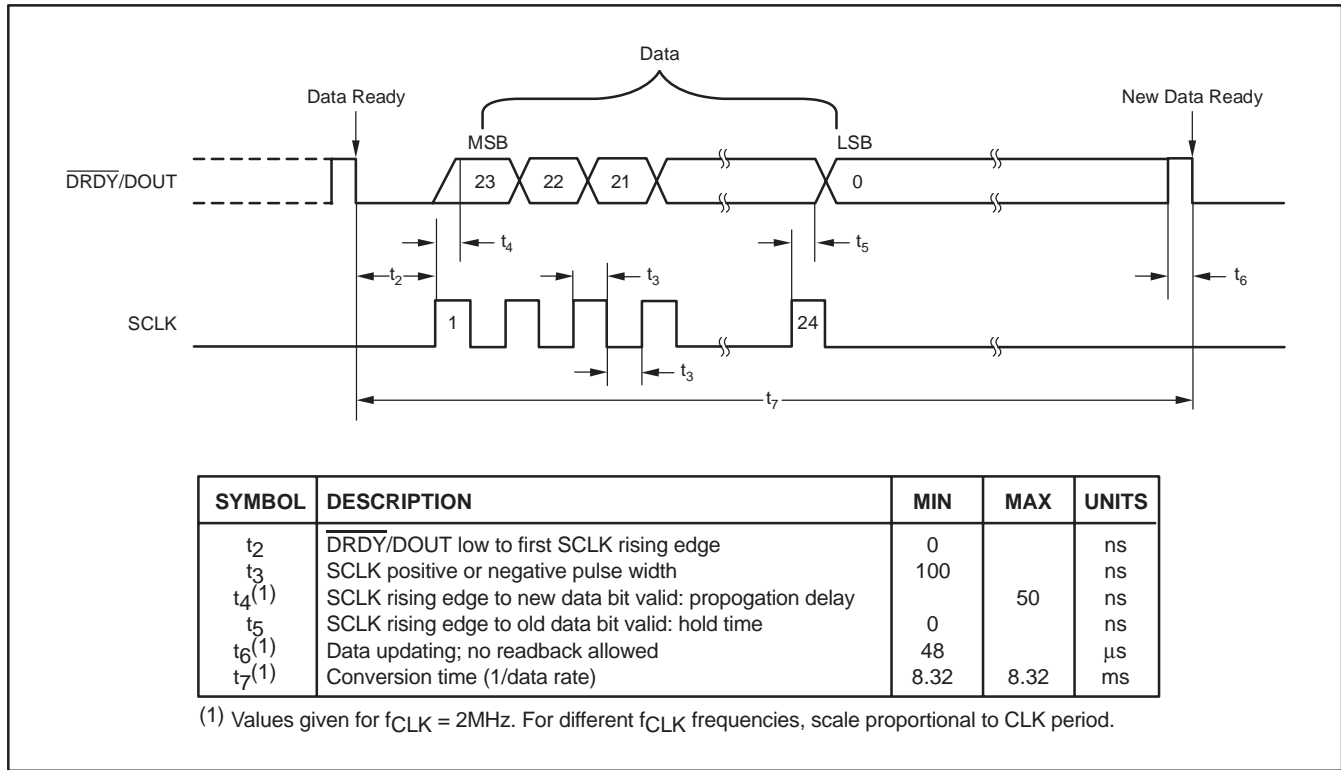 Data
Data Ready
New Data Ready
MSB
LSB
DRDY/DOUT
23
22
21
0
t4
t5
t2
t3
t6
SCLK
1
24
t3
t7
SYMBOL DESCRIPTION MIN MAX UNITS
t2 DRDY/DOUT low to first SCLK rising edge 0 ns
t3 SCLK positive or negative pulse width 100 ns
t4(1) SCLK rising edge to new data bit valid: propogation delay 50 ns
t5 SCLK rising edge to old data bit valid: hold time 0 ns
t6(1) Data updating; no readback allowed 48 μs
t7(1) Conversion time (1/data rate) 8.32 8.32 ms
(1) Values given for fCLK = 2MHz. For different fCLK frequencies, scale proportional to CLK period.